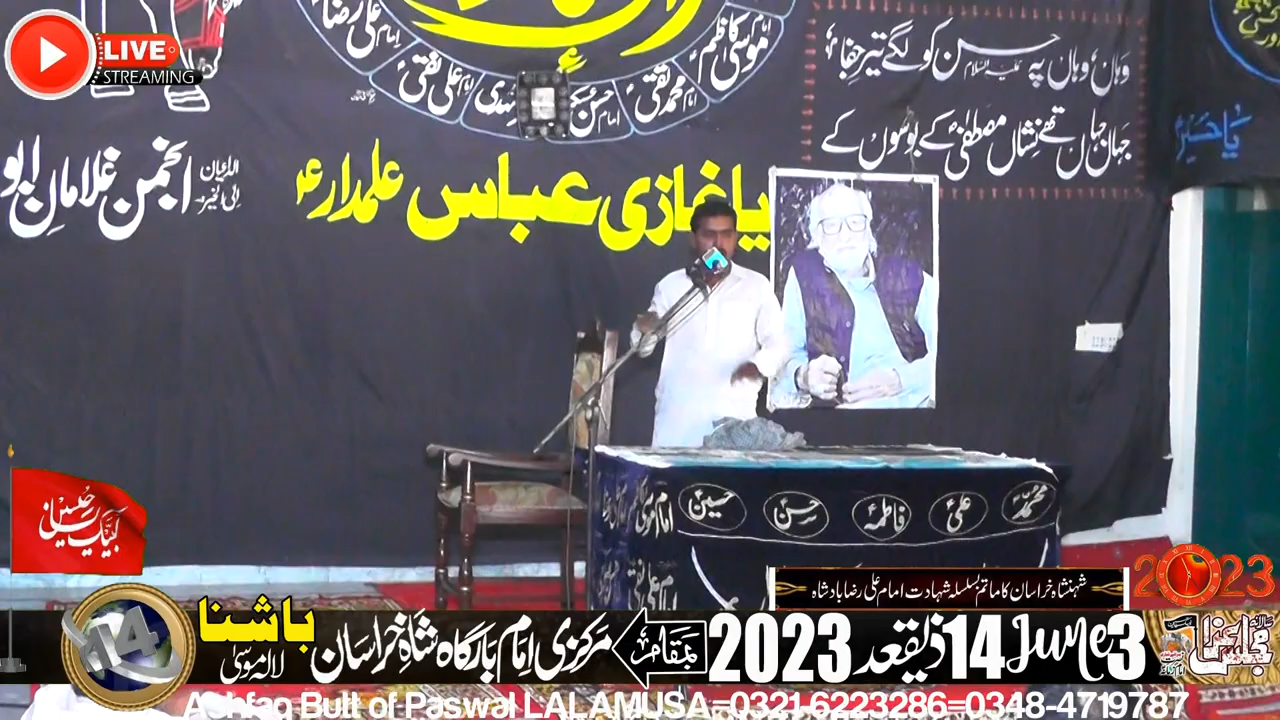 LIVE
STREAMING
امام علی رضاؑ
امام موسیٰ کاظمؑ
امام محمد تقیؑ
امام علی نقیؑ
وہاں وہاں پہ حسن علیہ السلام کو لگے تیر جفا
جہاں جہاں تھے نشاں مصطفیٰؐ کے بوسوں کے
انجمن غلامان ابو
یا غازی عباس علمدارؑ
محمدؐ
علیؑ
فاطمہؑ
حسنؑ
حسینؑ
لبیک یا حسینؑ
شہنشاہ خراسان کا ماتم بسلسلہ شہادت امام علی رضا بادشاہ
2023
3 June 14 ذیقعد 2023
بمقام
مرکزی امام بارگاہ شاہ خراسان
باشنا
لالہ موسیٰ
14
Ashfaq Butt of Paswal LALAMUSA=0321-6223286=0348-4719787